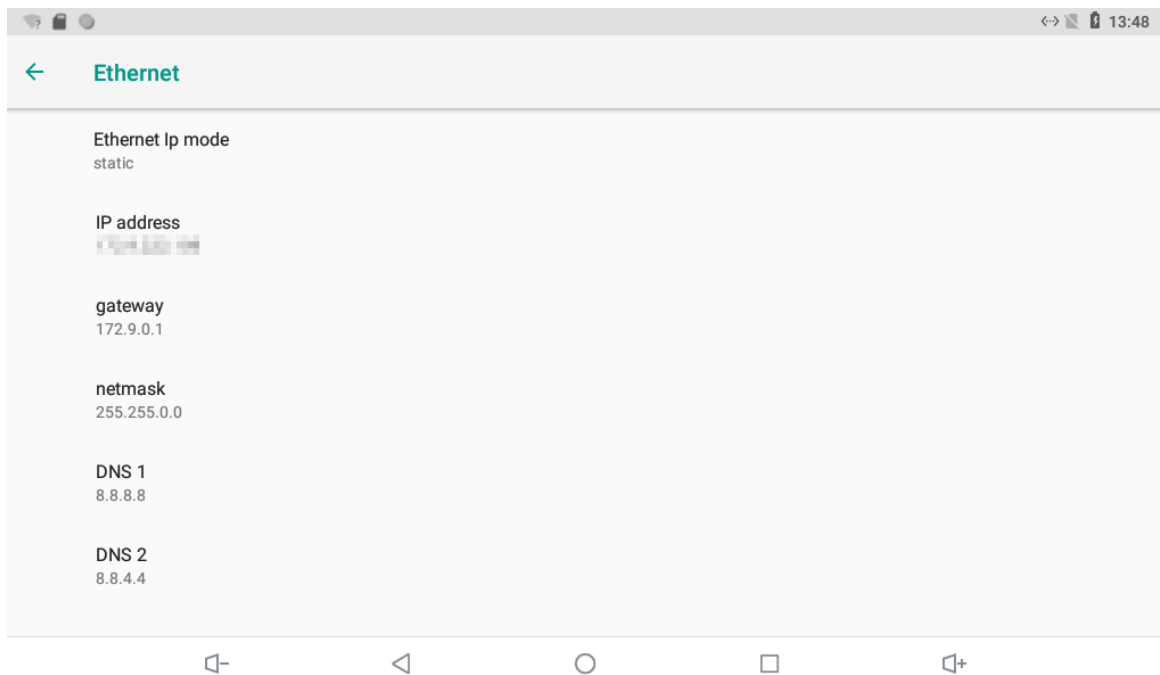 13:48
Ethernet
Ethernet Ip mode
static
IP address
gateway
172.9.0.1
netmask
255.255.0.0
DNS 1
8.8.8.8
DNS 2
8.8.4.4